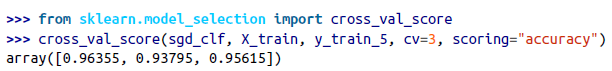 >>> from sklearn.model_selection import cross_val_score
>>> cross_val_score(sgd_clf, X_train, y_train_5, cv=3, scoring="accuracy")
array([0.96355, 0.93795, 0.95615])